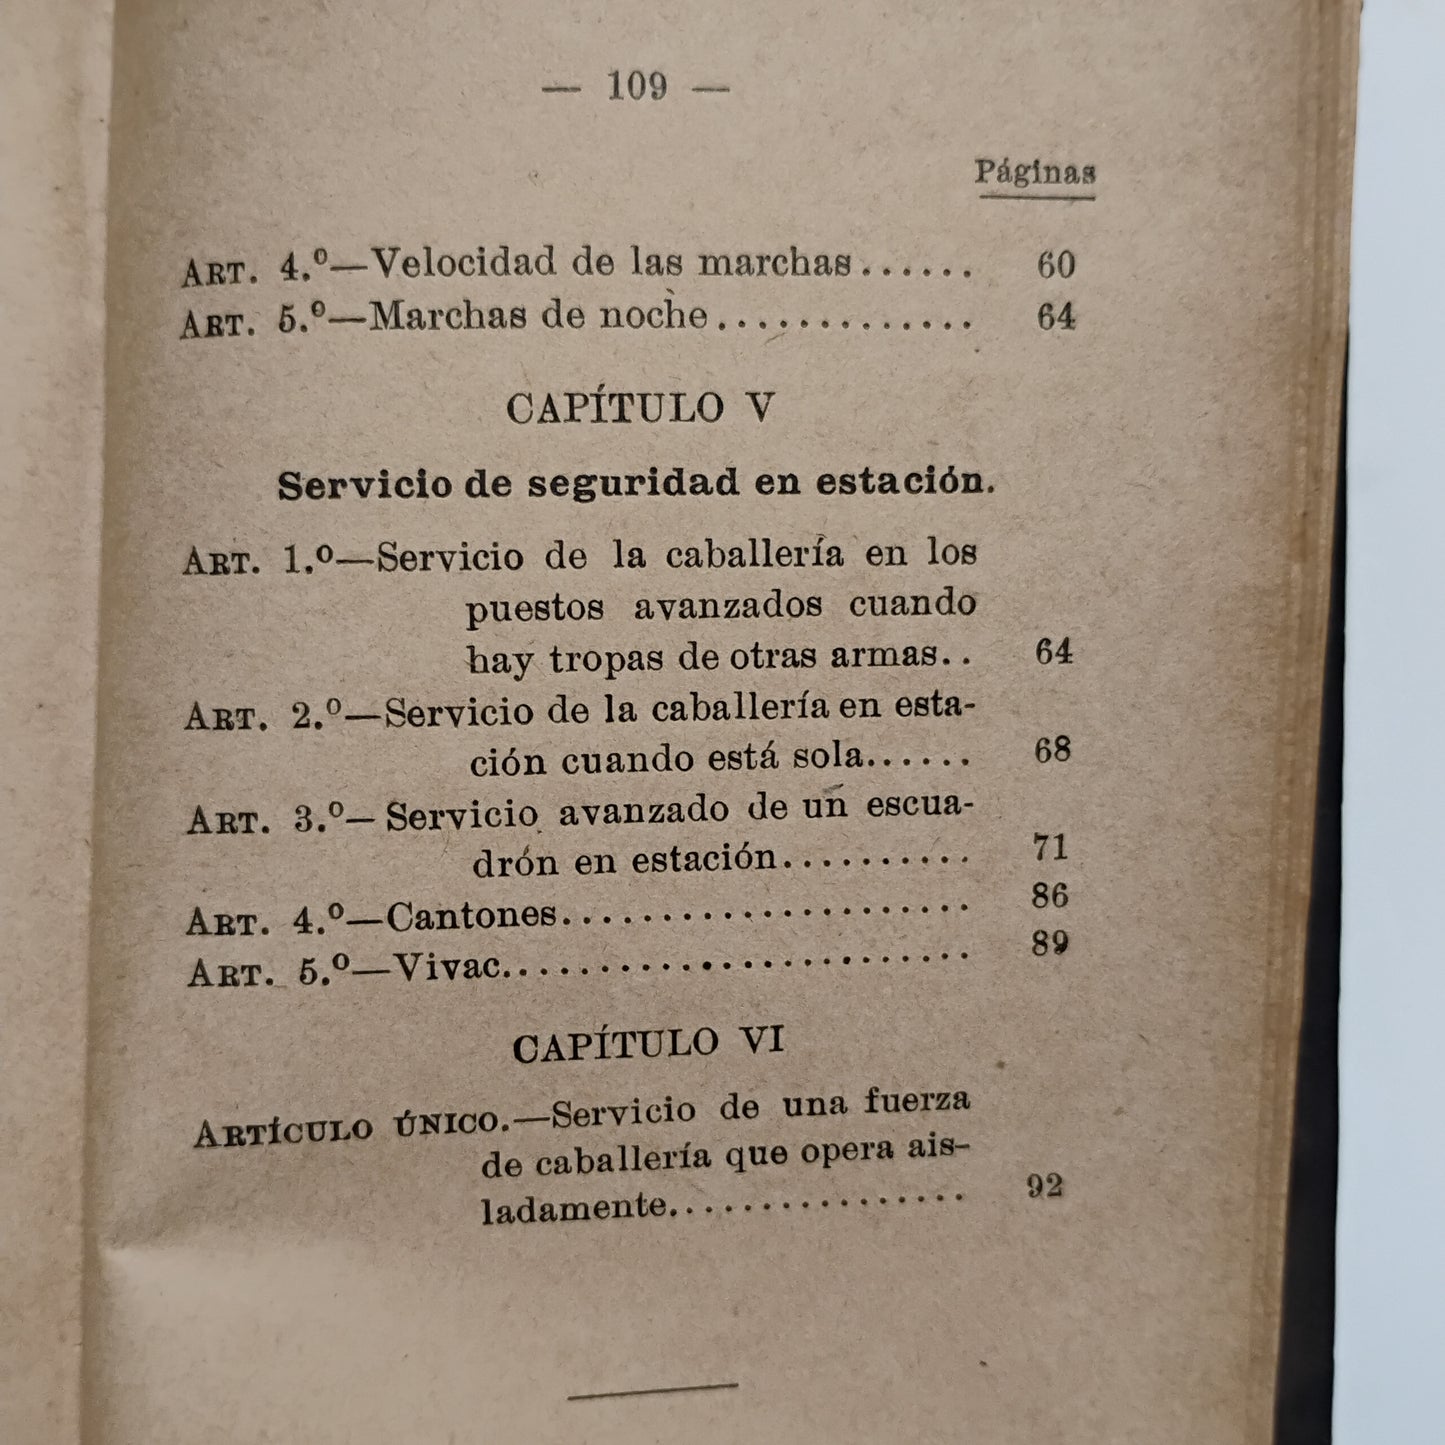 — 109 —
Páginas
ART. 4.º—Velocidad de las marchas...... 60
ART. 5.º—Marchas de noche............. 64
CAPÍTULO V
Servicio de seguridad en estación.
ART. 1.º—Servicio de la caballería en los
puestos avanzados cuando
hay tropas de otras armas.. 64
ART. 2.º—Servicio de la caballería en esta-
ción cuando está sola...... 68
ART. 3.º—Servicio avanzado de un escua-
drón en estación.......... 71
ART. 4.º—Cantones..................... 86
ART. 5.º—Vivac........................ 89
CAPÍTULO VI
ARTÍCULO ÚNICO.—Servicio de una fuerza
de caballería que opera ais-
ladamente................ 92